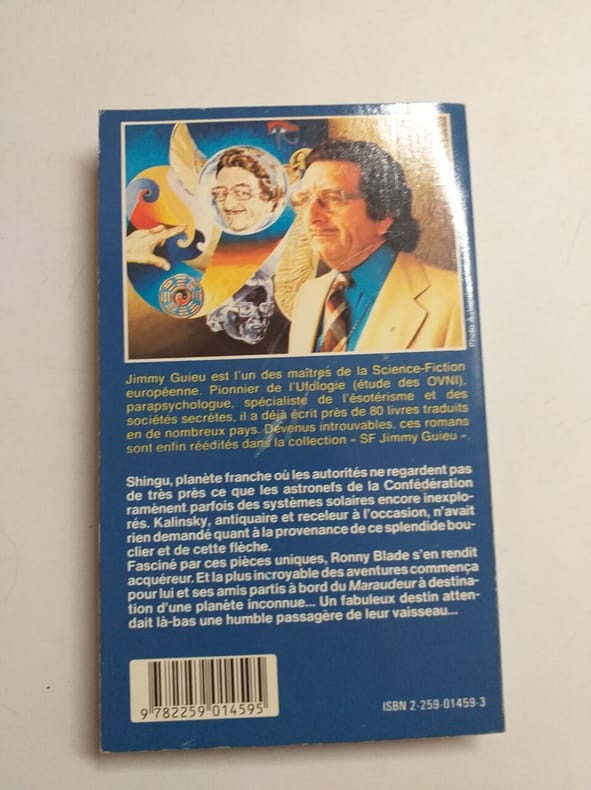 Photo A.
Jimmy Guieu est l'un des maîtres de la Science-Fiction
européenne. Pionnier de l'Ufologie (étude des OVNI),
parapsychologue, spécialiste de l'ésotérisme et des
sociétés secrètes, il a déjà écrit près de 80 livres traduits
en de nombreux pays. Devenus introuvables, ces romans
sont enfin réédités dans la collection « SF Jimmy Guieu ».
Shingu, planète franche où les autorités ne regardent pas
de très près ce que les astronefs de la Confédération
ramènent parfois des systèmes solaires encore inexplo-
rés. Kalinsky, antiquaire et receleur à l'occasion, n'avait
rien demandé quant à la provenance de ce splendide bou-
clier et de cette flèche.
Fasciné par ces pièces uniques, Ronny Blade s'en rendit
acquéreur. Et la plus incroyable des aventures commença
pour lui et ses amis partis à bord du Maraudeur à destina-
tion d'une planète inconnue... Un fabuleux destin atten-
dait là-bas une humble passagère de leur vaisseau...
9 782259 014595
ISBN 2-259-01459-3